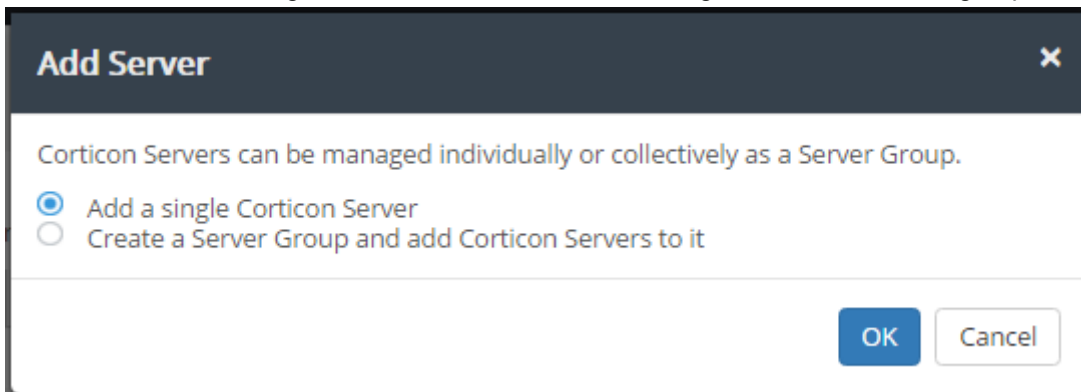 Add Server
Corticon Servers can be managed individually or collectively as a Server Group.
Add a single Corticon Server
Create a Server Group and add Corticon Servers to it
OK Cancel